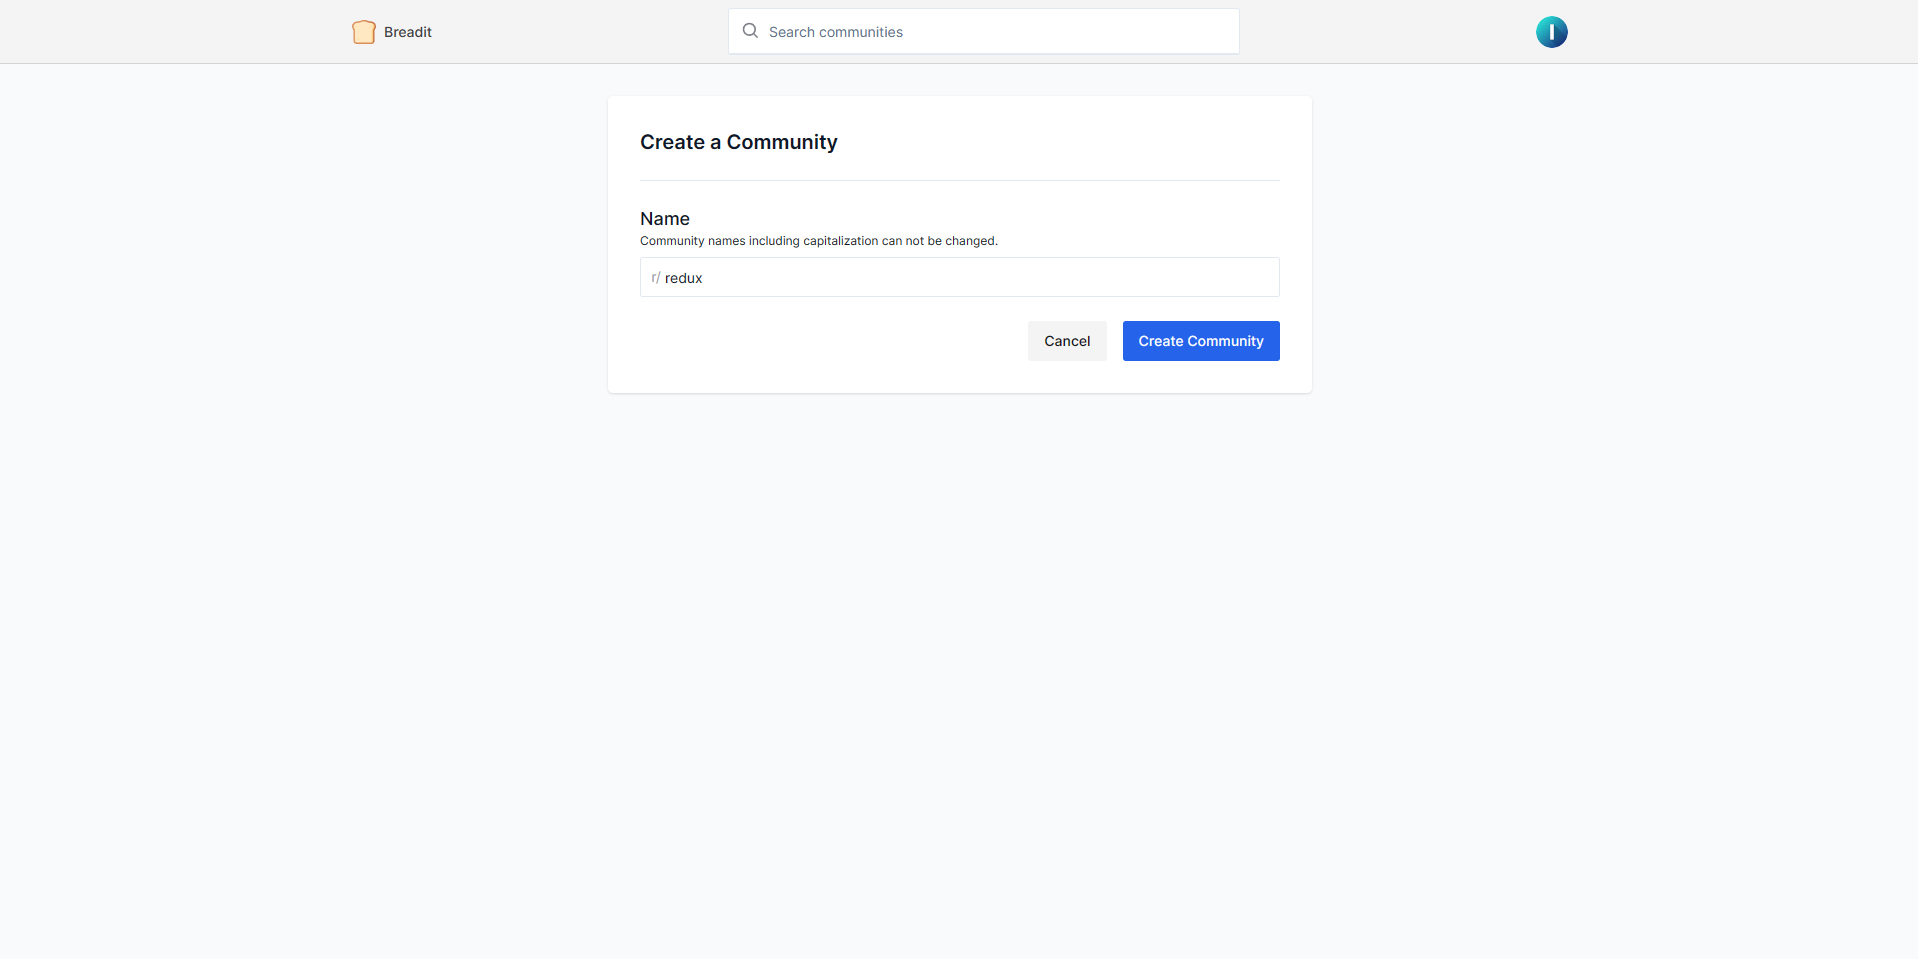 Breadit
Search communities
Create a Community
Name
Community names including capitalization can not be changed.
r/ redux
Cancel
Create Community